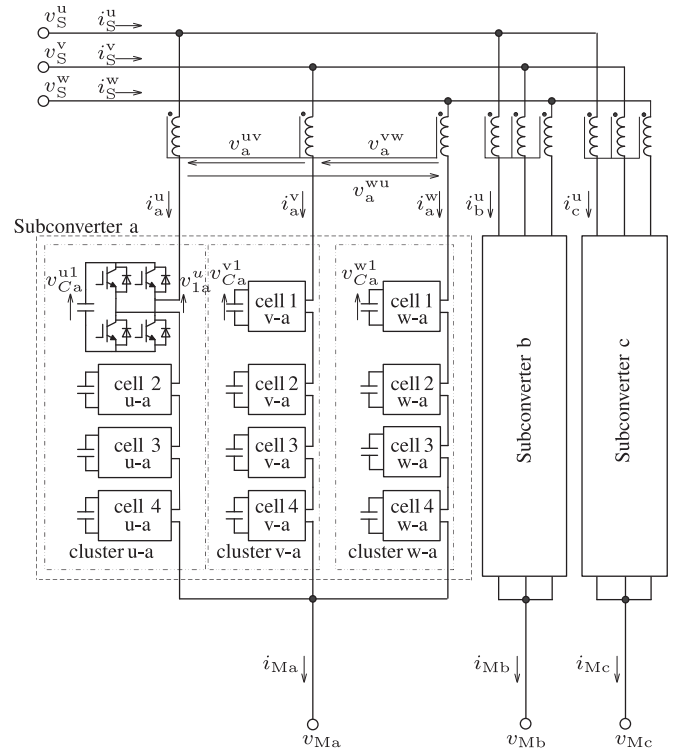 v_S^u i_S^u
v_S^v i_S^v
v_S^w i_S^w
v_a^uv v_a^vw
v_a^wu
i_a^u i_a^v i_a^w i_b^u i_c^u
Subconverter a
v_Ca^u1 v_1a^u v_Ca^v1 v_Ca^w1
cell 1
v-a
cell 1
w-a
cell 2
u-a
cell 2
v-a
cell 2
w-a
cell 3
u-a
cell 3
v-a
cell 3
w-a
cell 4
u-a
cell 4
v-a
cell 4
w-a
cluster u-a
cluster v-a
cluster w-a
Subconverter b
Subconverter c
i_Ma i_Mb i_Mc
v_Ma v_Mb v_Mc